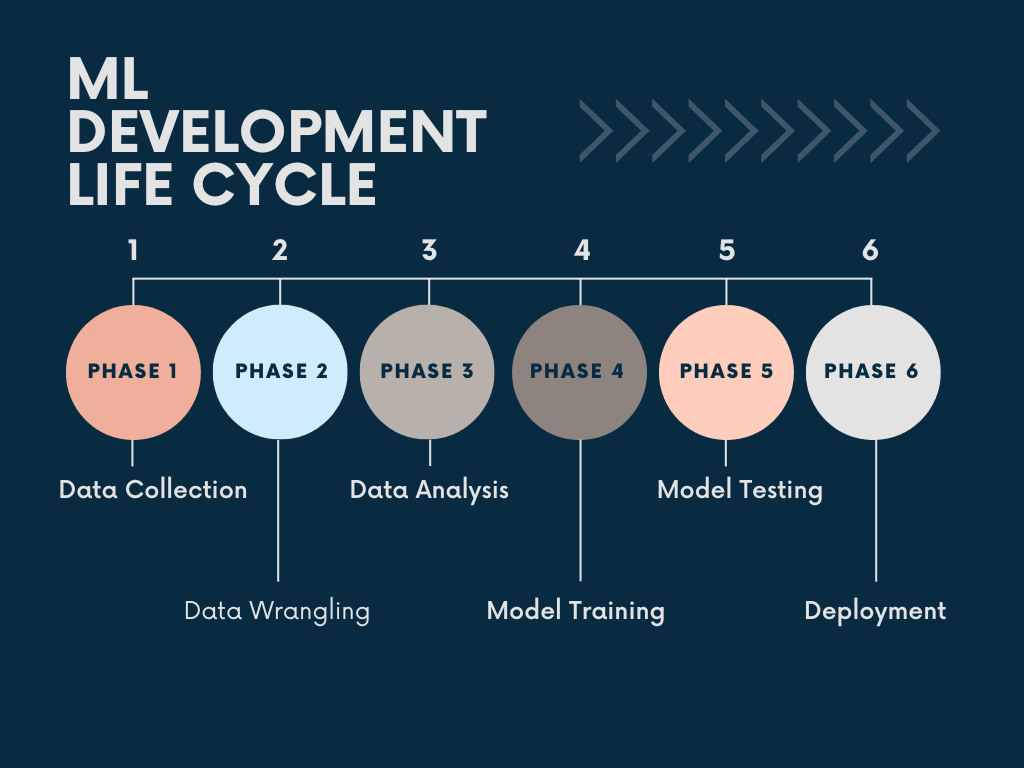 ML
DEVELOPMENT
LIFE CYCLE
1 2 3 4 5 6
PHASE 1 PHASE 2 PHASE 3 PHASE 4 PHASE 5 PHASE 6
Data Collection Data Analysis Model Testing
Data Wrangling Model Training Deployment